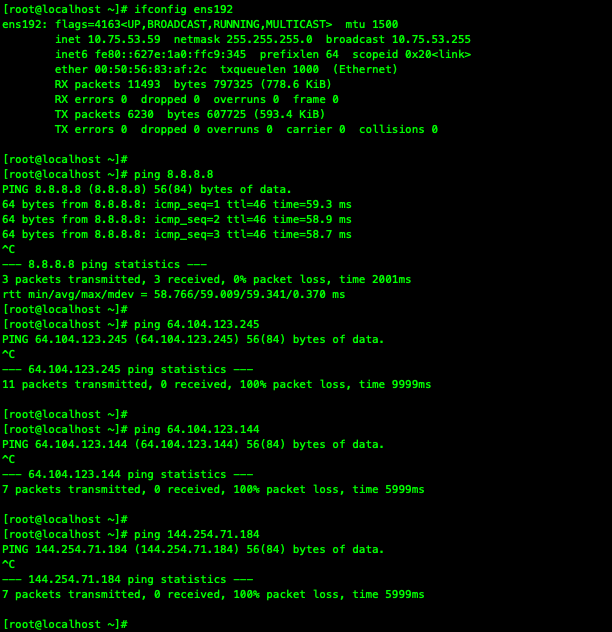 [root@localhost ~]# ifconfig ens192
ens192: flags=4163<UP,BROADCAST,RUNNING,MULTICAST>  mtu 1500
        inet 10.75.53.59  netmask 255.255.255.0  broadcast 10.75.53.255
        inet6 fe80::627e:1a0:ffc9:345  prefixlen 64  scopeid 0x20<link>
        ether 00:50:56:83:af:2c  txqueuelen 1000  (Ethernet)
        RX packets 11493  bytes 797325 (778.6 KiB)
        RX errors 0  dropped 0  overruns 0  frame 0
        TX packets 6230  bytes 607725 (593.4 KiB)
        TX errors 0  dropped 0 overruns 0  carrier 0  collisions 0

[root@localhost ~]#
[root@localhost ~]# ping 8.8.8.8
PING 8.8.8.8 (8.8.8.8) 56(84) bytes of data.
64 bytes from 8.8.8.8: icmp_seq=1 ttl=46 time=59.3 ms
64 bytes from 8.8.8.8: icmp_seq=2 ttl=46 time=58.9 ms
64 bytes from 8.8.8.8: icmp_seq=3 ttl=46 time=58.7 ms
^C
--- 8.8.8.8 ping statistics ---
3 packets transmitted, 3 received, 0% packet loss, time 2001ms
rtt min/avg/max/mdev = 58.766/59.009/59.341/0.370 ms
[root@localhost ~]#
[root@localhost ~]# ping 64.104.123.245
PING 64.104.123.245 (64.104.123.245) 56(84) bytes of data.
^C
--- 64.104.123.245 ping statistics ---
11 packets transmitted, 0 received, 100% packet loss, time 9999ms

[root@localhost ~]#
[root@localhost ~]# ping 64.104.123.144
PING 64.104.123.144 (64.104.123.144) 56(84) bytes of data.
^C
--- 64.104.123.144 ping statistics ---
7 packets transmitted, 0 received, 100% packet loss, time 5999ms

[root@localhost ~]#
[root@localhost ~]# ping 144.254.71.184
PING 144.254.71.184 (144.254.71.184) 56(84) bytes of data.
^C
--- 144.254.71.184 ping statistics ---
7 packets transmitted, 0 received, 100% packet loss, time 5999ms

[root@localhost ~]#